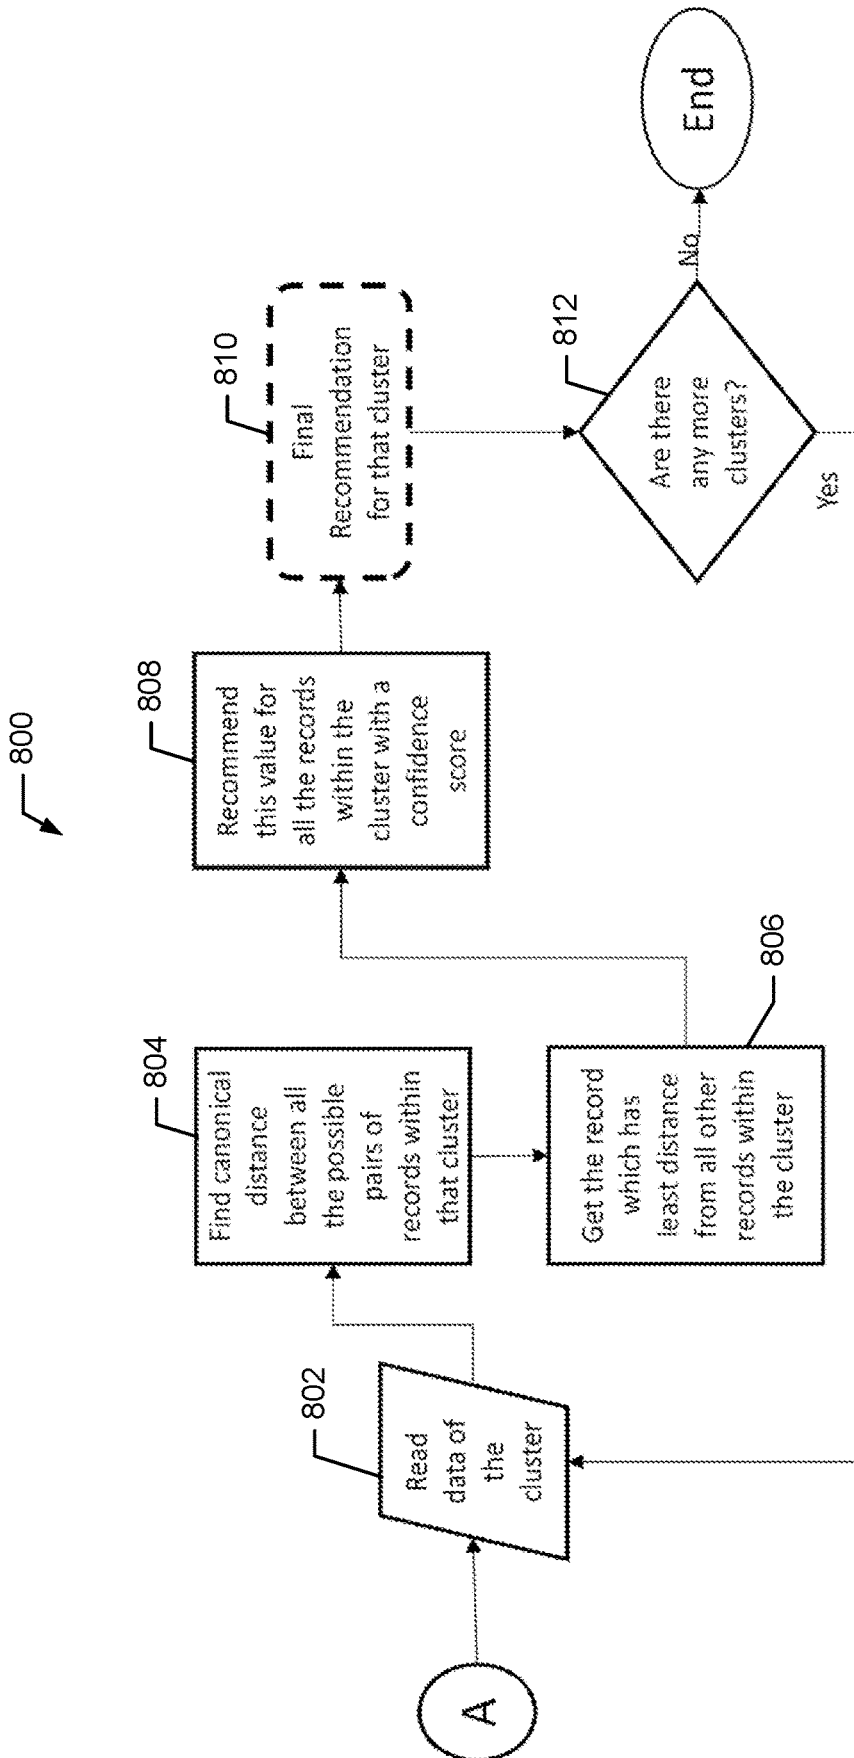 800
A
802
Read
data of
the
cluster
804
Find canonical
distance
between all
the possible
pairs of
records within
that cluster
806
Get the record
which has
least distance
from all other
records within
the cluster
808
Recommend
this value for
all the records
within the
cluster with a
confidence
score
810
Final
Recommendation
for that cluster
812
Are there
any more
clusters?
Yes
No
End